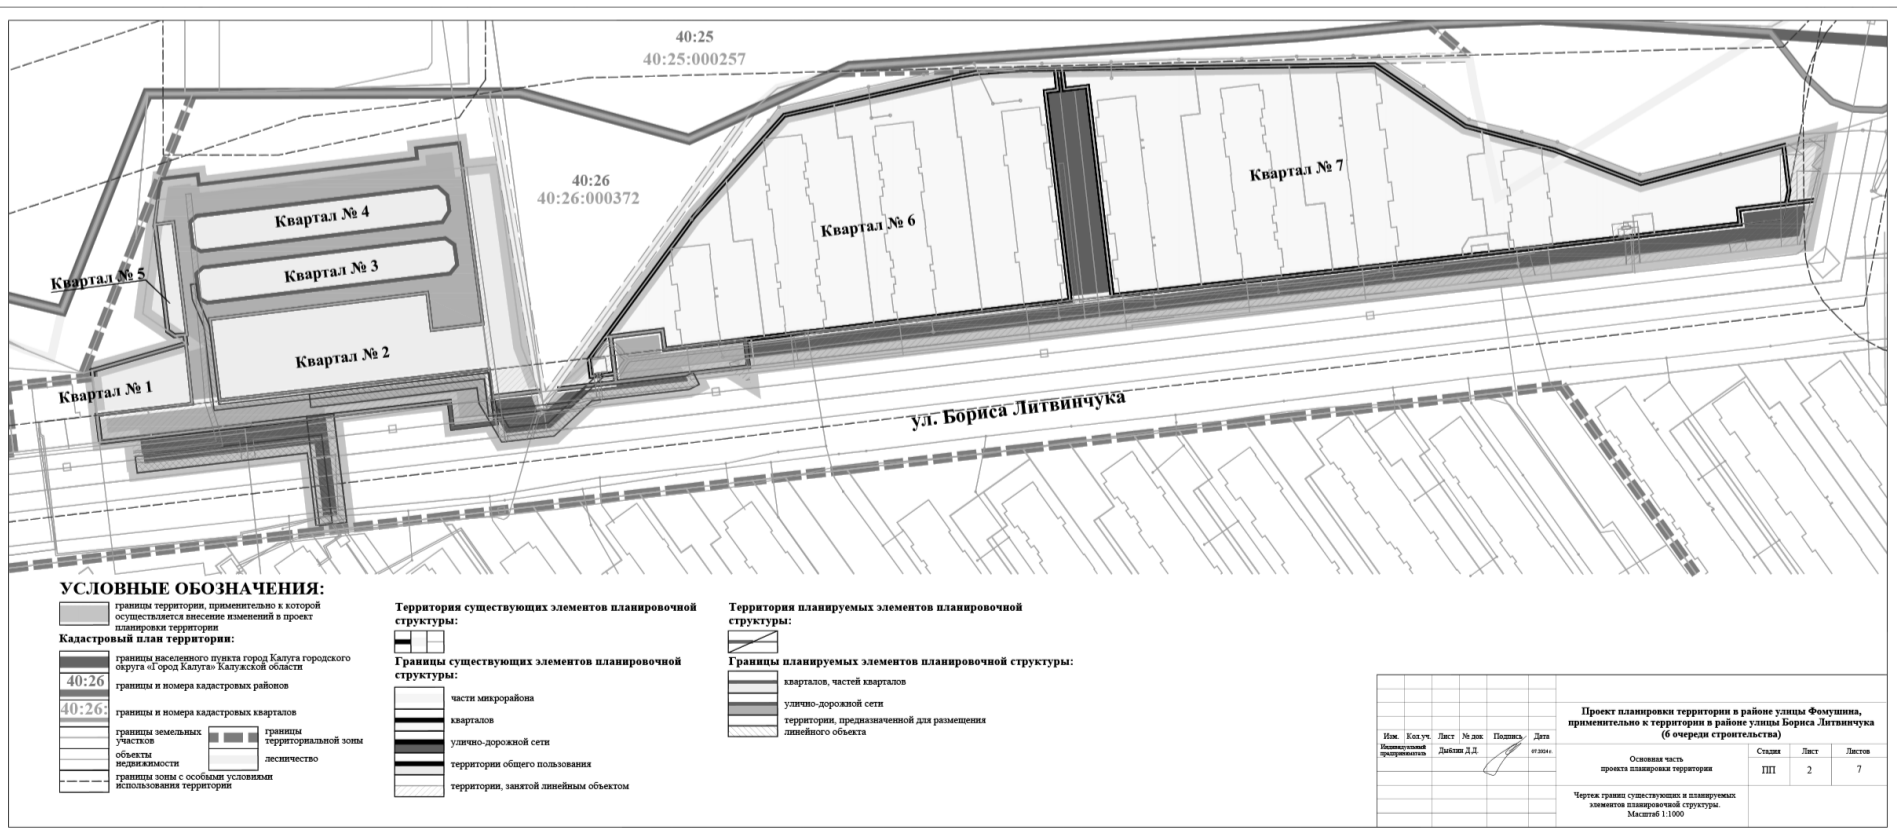 40:25
40:25:000257
40:26
40:26:000372
Квартал № 4
Квартал № 3
Квартал № 5
Квартал № 2
Квартал № 1
Квартал № 6
Квартал № 7
ул. Бориса Литвинчука
УСЛОВНЫЕ ОБОЗНАЧЕНИЯ:
границы территории, применительно к которой
осуществляется внесение изменений в проект
планировки территории
Кадастровый план территории:
границы населенного пункта город Калуга городского
округа «Город Калуга» Калужской области
40:26
границы и номера кадастровых районов
40:26:
границы и номера кадастровых кварталов
границы земельных
участков
границы
территориальной зоны
объекты
недвижимости
лесничество
границы зоны с особыми условиями
использования территории
Территория существующих элементов планировочной
структуры:
Границы существующих элементов планировочной
структуры:
части микрорайона
кварталов
улично-дорожной сети
территории общего пользования
территории, занятой линейным объектом
Территория планируемых элементов планировочной
структуры:
Границы планируемых элементов планировочной структуры:
кварталов, частей кварталов
улично-дорожной сети
территории, предназначенной для размещения
линейного объекта
Проект планировки территории в районе улицы Фомушина,
применительно к территории в районе улицы Бориса Литвинчука
(6 очереди строительства)
Изм. Кол.уч. Лист № док Подпись Дата
Индивидуальный
предприниматель
Дыблин Д.Д.
07.2024 г.
Основная часть
проекта планировки территории
Стадия Лист Листов
ПП 2 7
Чертеж границ существующих и планируемых
элементов планировочной структуры.
Масштаб 1:1000